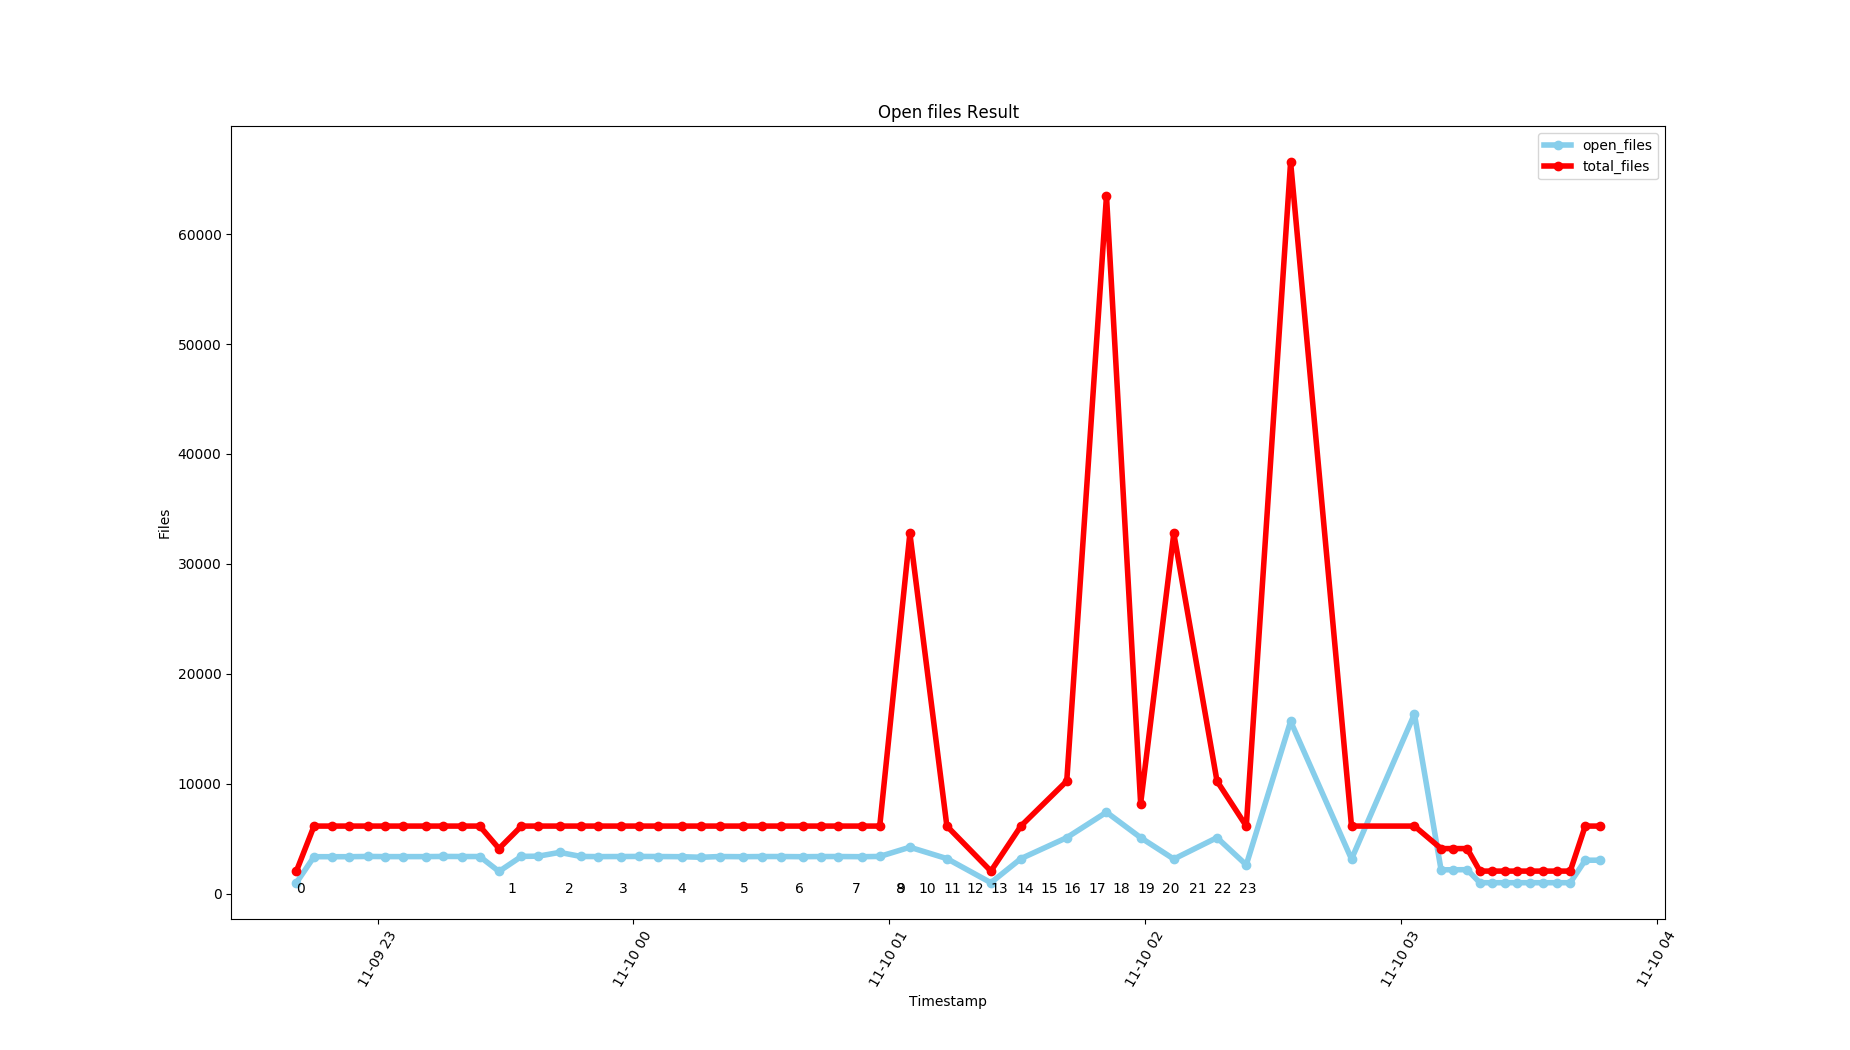 Open files Result
open_files
total_files
60000
50000
40000
30000
20000
10000
0
Files
0 1 2 3 4 5 6 7 8 9 10 11 12 13 14 15 16 17 18 19 20 21 22 23
11-09 23
11-10 00
11-10 01
11-10 02
11-10 03
11-10 04
Timestamp